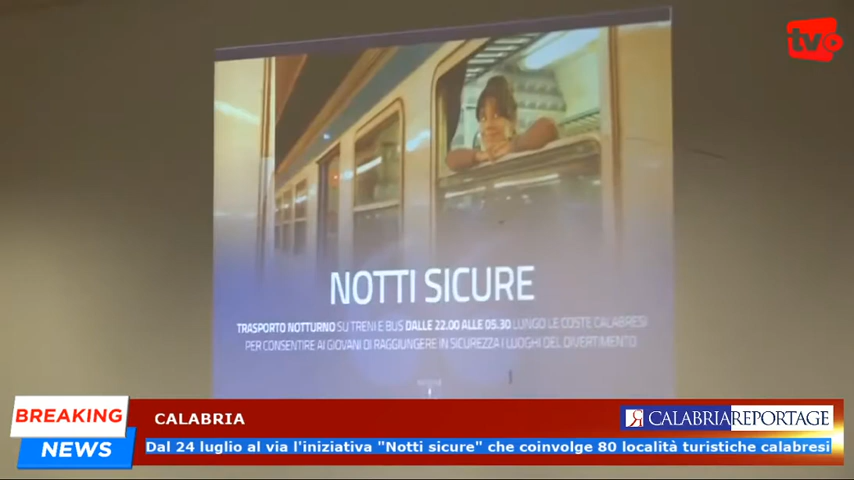 tvo
NOTTI SICURE
TRASPORTO NOTTURNO SU TRENI E BUS DALLE 22.00 ALLE 05.30 LUNGO LE COSTE CALABRESI
PER CONSENTIRE AI GIOVANI DI RAGGIUNGERE IN SICUREZZA I LUOGHI DEL DIVERTIMENTO
BREAKING
NEWS
CALABRIA
CALABRIAREPORTAGE
Dal 24 luglio al via l'iniziativa "Notti sicure" che coinvolge 80 località turistiche calabresi